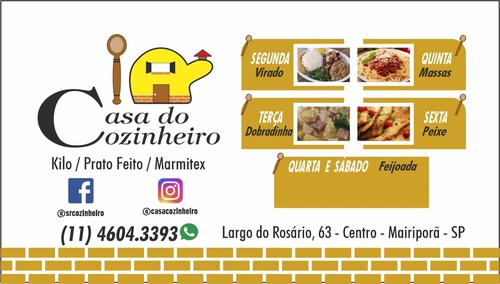 Casa do
Cozinheiro
Kilo / Prato Feito / Marmitex
@srcozinheiro
@casacozinheiro
(11) 4604.3393
SEGUNDA
Virado
QUINTA
Massas
TERÇA
Dobradinha
SEXTA
Peixe
QUARTA E SÁBADO Feijoada
Largo do Rosário, 63 - Centro - Mairiporã - SP